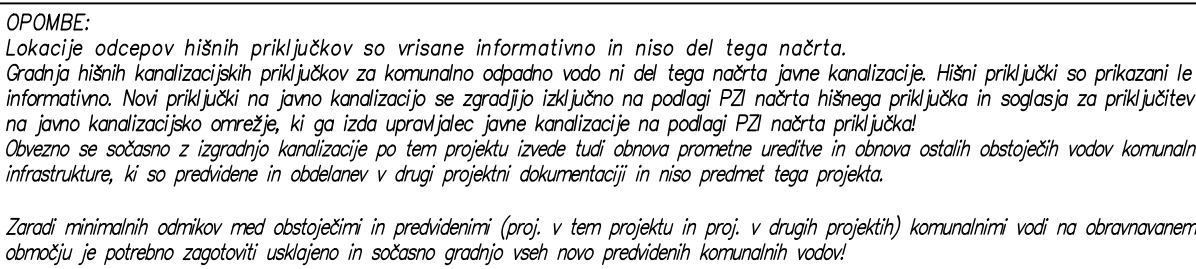 OPOMBE:
Lokacije odcepov hišnih priključkov so vrisane informativno in niso del tega načrta.
Gradnja hišnih kanalizacijskih priključkov za komunalno odpadno vodo ni del tega načrta javne kanalizacije. Hišni priključki so prikazani le
informativno. Novi priključki na javno kanalizacijo se zgradjijo izključno na podlagi PZI načrta hišnega priključka in soglasja za priključitev
na javno kanalizacijsko omrežje, ki ga izda upravljalec javne kanalizacije na podlagi PZI načrta priključka!
Obvezno se sočasno z izgradnjo kanalizacije po tem projektu izvede tudi obnova prometne ureditve in obnova ostalih obstoječih vodov komunaln
infrastrukture, ki so predvidene in obdelanev v drugi projektni dokumentaciji in niso predmet tega projekta.
Zaradi minimalnih odmikov med obstoječimi in predvidenimi (proj. v tem projektu in proj. v drugih projektih) komunalnimi vodi na obravnavanem
območju je potrebno zagotoviti usklajeno in sočasno gradnjo vseh novo predvidenih komunalnih vodov!